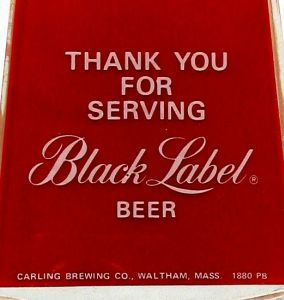 THANK YOU
FOR
SERVING
Black Label®
BEER
CARLING BREWING CO., WALTHAM, MASS. 1880 PB